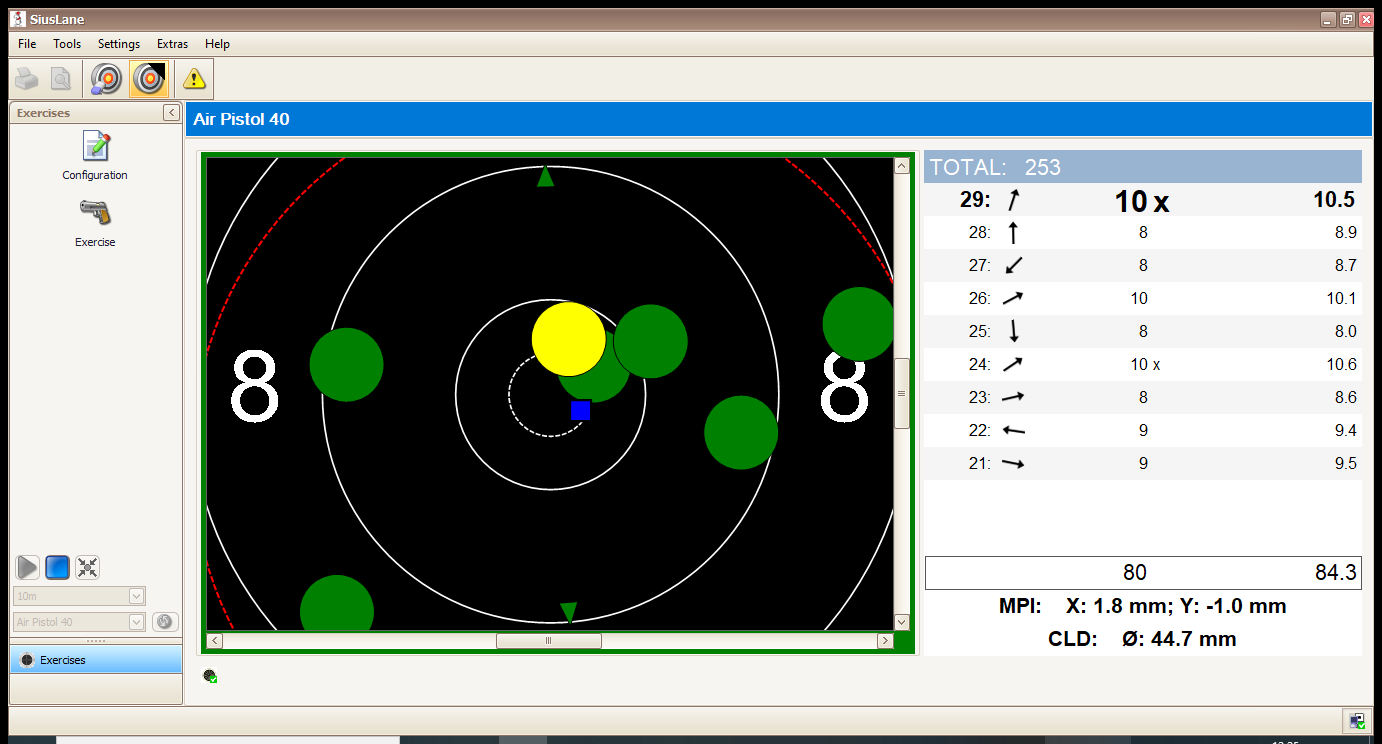 SiusLane
File Tools Settings Extras Help
Exercises
Air Pistol 40
Configuration
Exercise
8 8
TOTAL: 253
29: 10 x 10.5
28: 8 8.9
27: 8 8.7
26: 10 10.1
25: 8 8.0
24: 10 x 10.6
23: 8 8.6
22: 9 9.4
21: 9 9.5
80 84.3
MPI: X: 1.8 mm; Y: -1.0 mm
CLD: Ø: 44.7 mm
10m
Air Pistol 40
Exercises